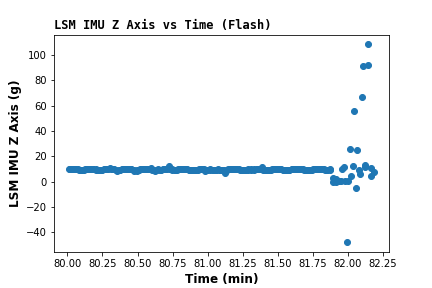 LSM IMU Z Axis vs Time (Flash)
LSM IMU Z Axis (g)
100
80
60
40
20
0
−20
−40
80.00 80.25 80.50 80.75 81.00 81.25 81.50 81.75 82.00 82.25
Time (min)